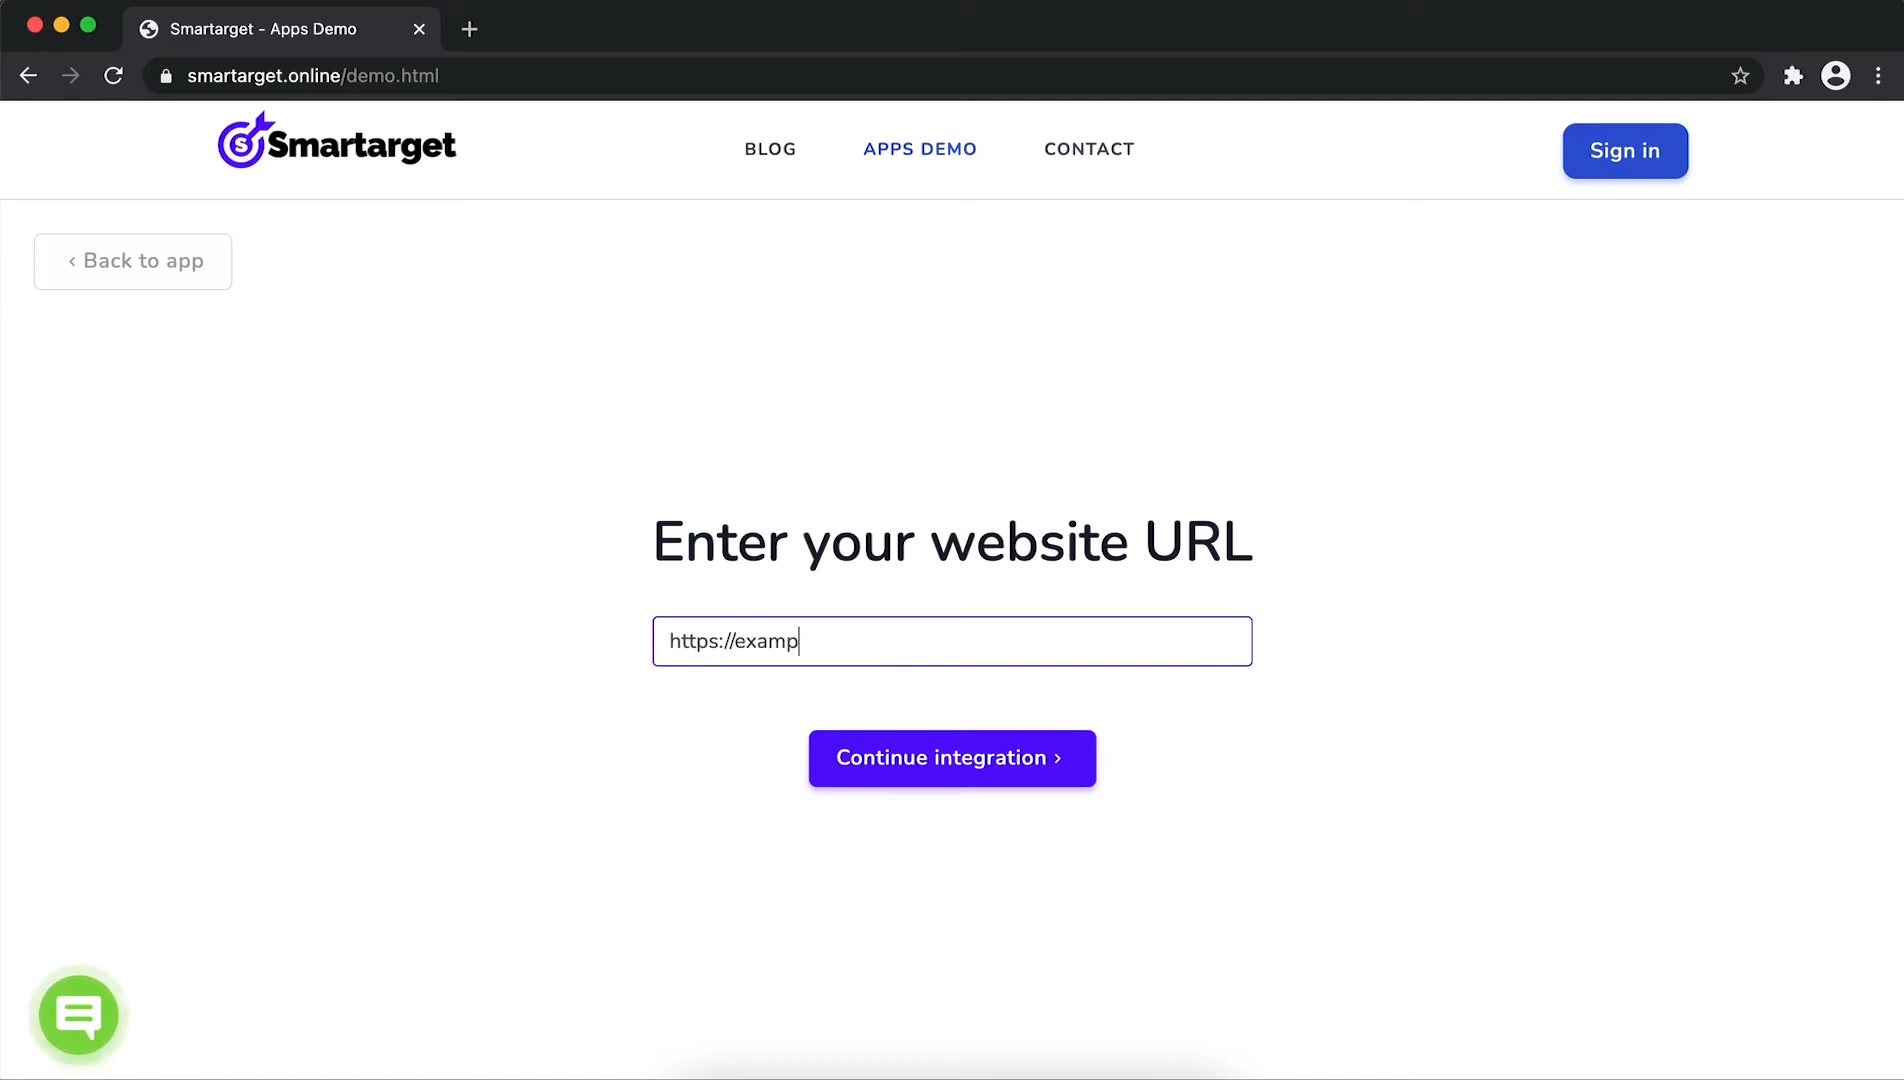 Smartarget - Apps Demo
smartarget.online/demo.html
Smartarget
BLOG
APPS DEMO
CONTACT
Sign in
‹ Back to app
Enter your website URL
https://examp
Continue integration ›